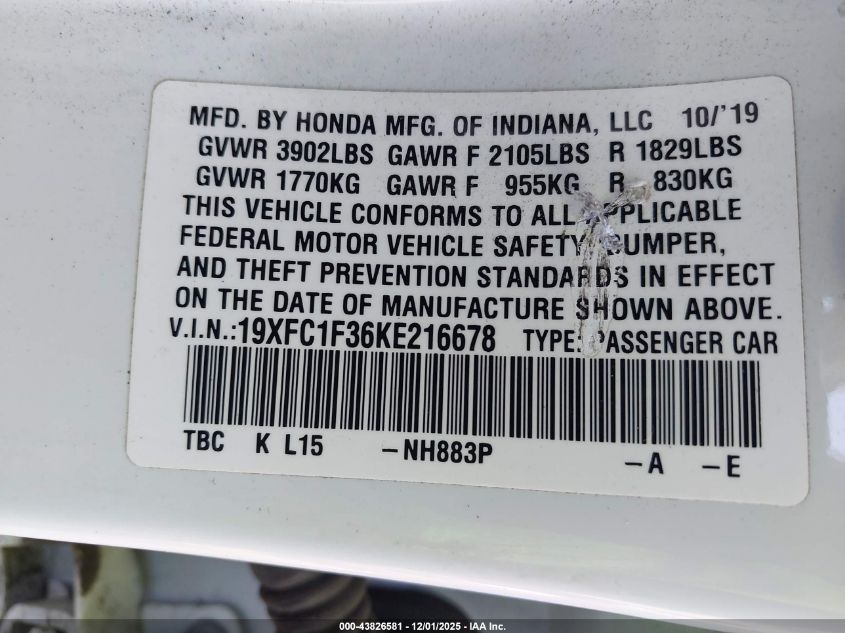 MFD. BY HONDA MFG. OF INDIANA, LLC 10/'19
GVWR 3902LBS GAWR F 2105LBS R 1829LBS
GVWR 1770KG GAWR F 955KG R 830KG
THIS VEHICLE CONFORMS TO ALL APPLICABLE
FEDERAL MOTOR VEHICLE SAFETY, BUMPER,
AND THEFT PREVENTION STANDARDS IN EFFECT
ON THE DATE OF MANUFACTURE SHOWN ABOVE.
V.I.N.:19XFC1F36KE216678 TYPE: PASSENGER CAR
TBC K L15 -NH883P -A -E
000-43826581 - 12/01/2025 - IAA Inc.